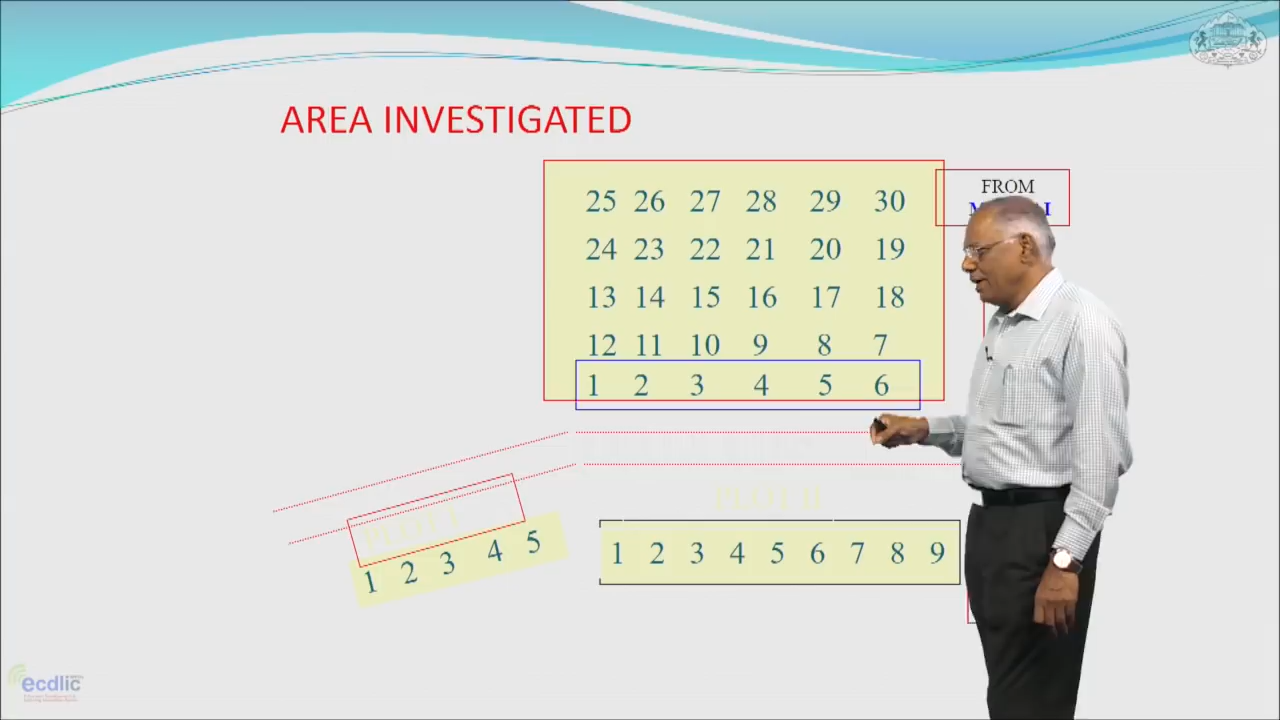 AREA INVESTIGATED
25 26 27 28 29 30
24 23 22 21 20 19
13 14 15 16 17 18
12 11 10 9 8 7
1 2 3 4 5 6
FROM
PLOT I
1 2 3 4 5
PLOT II
1 2 3 4 5 6 7 8 9
ecdlic